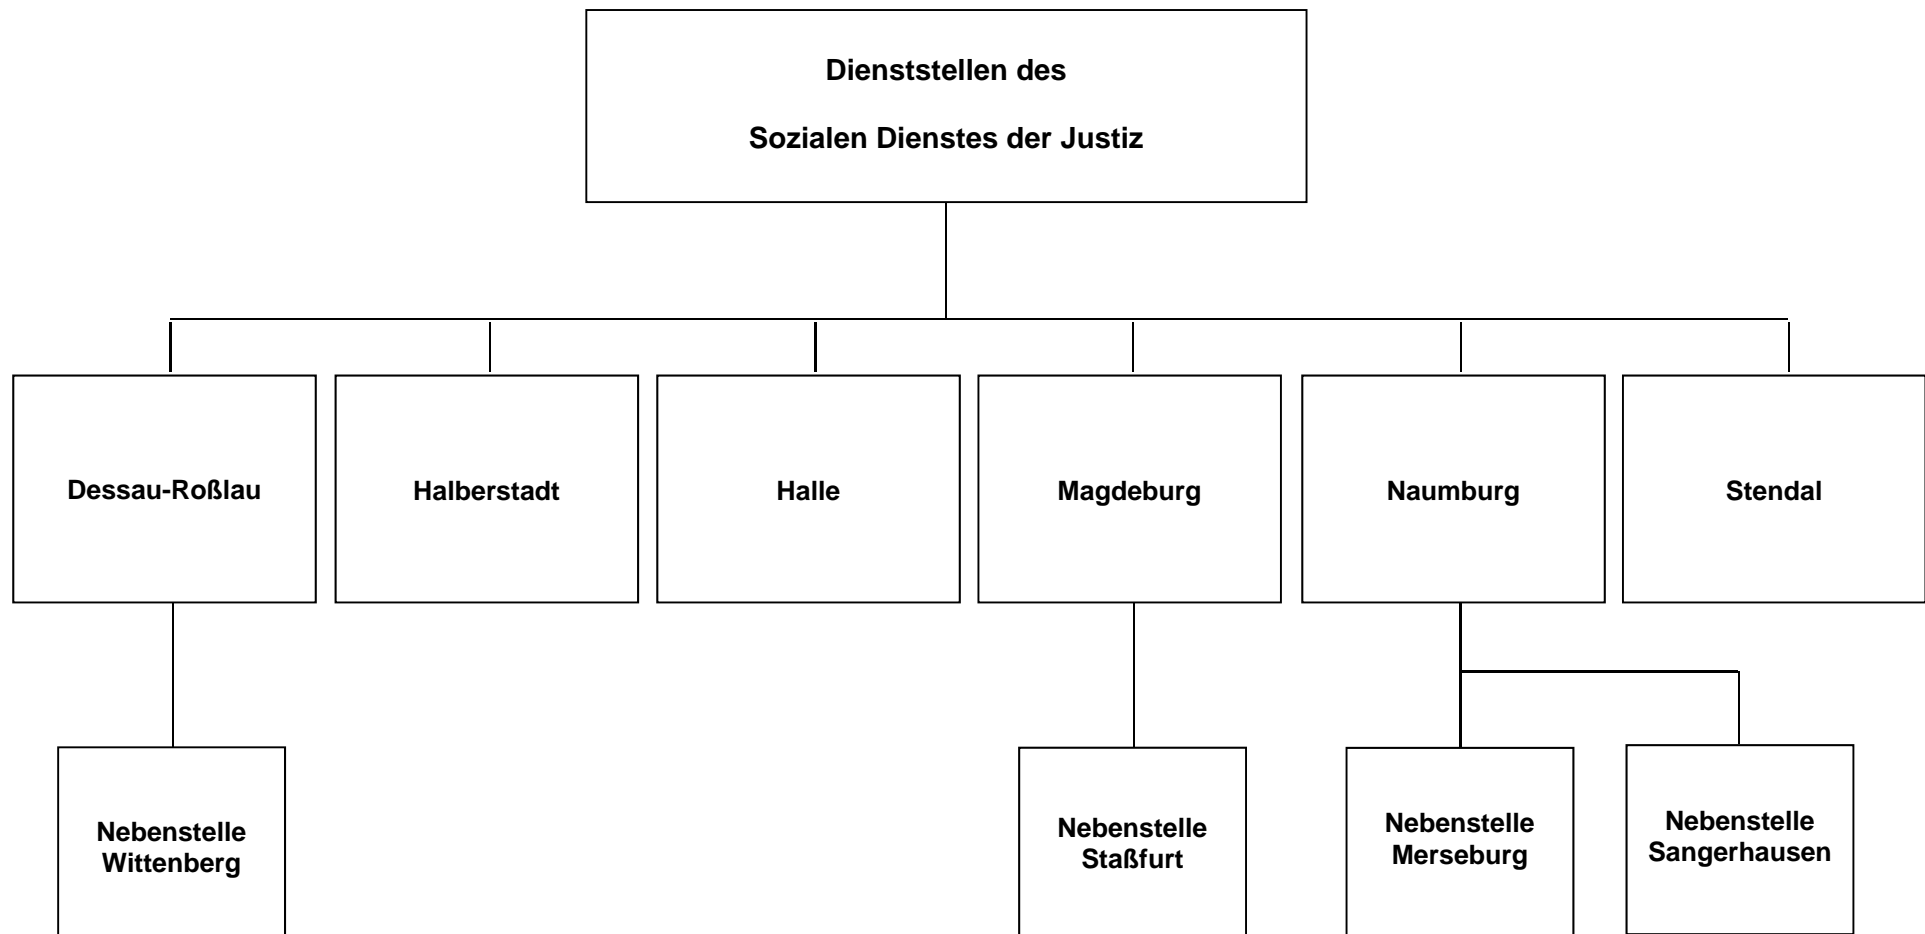 Dienststellen des
Sozialen Dienstes der Justiz
Dessau-Roßlau
Halberstadt
Halle
Magdeburg
Naumburg
Stendal
Nebenstelle
Wittenberg
Nebenstelle
Staßfurt
Nebenstelle
Merseburg
Nebenstelle
Sangerhausen